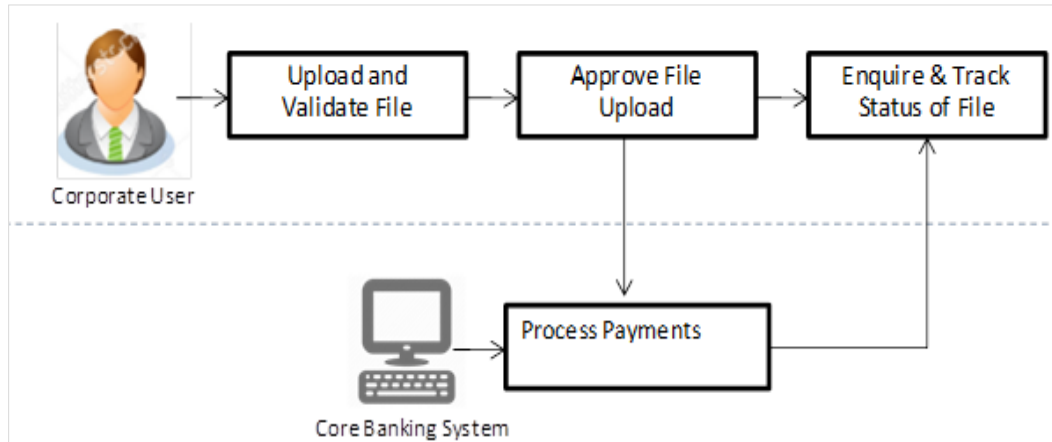 Upload and
Validate File
Approve File
Upload
Enquire & Track
Status of File
Corporate User
Process Payments
Core Banking System